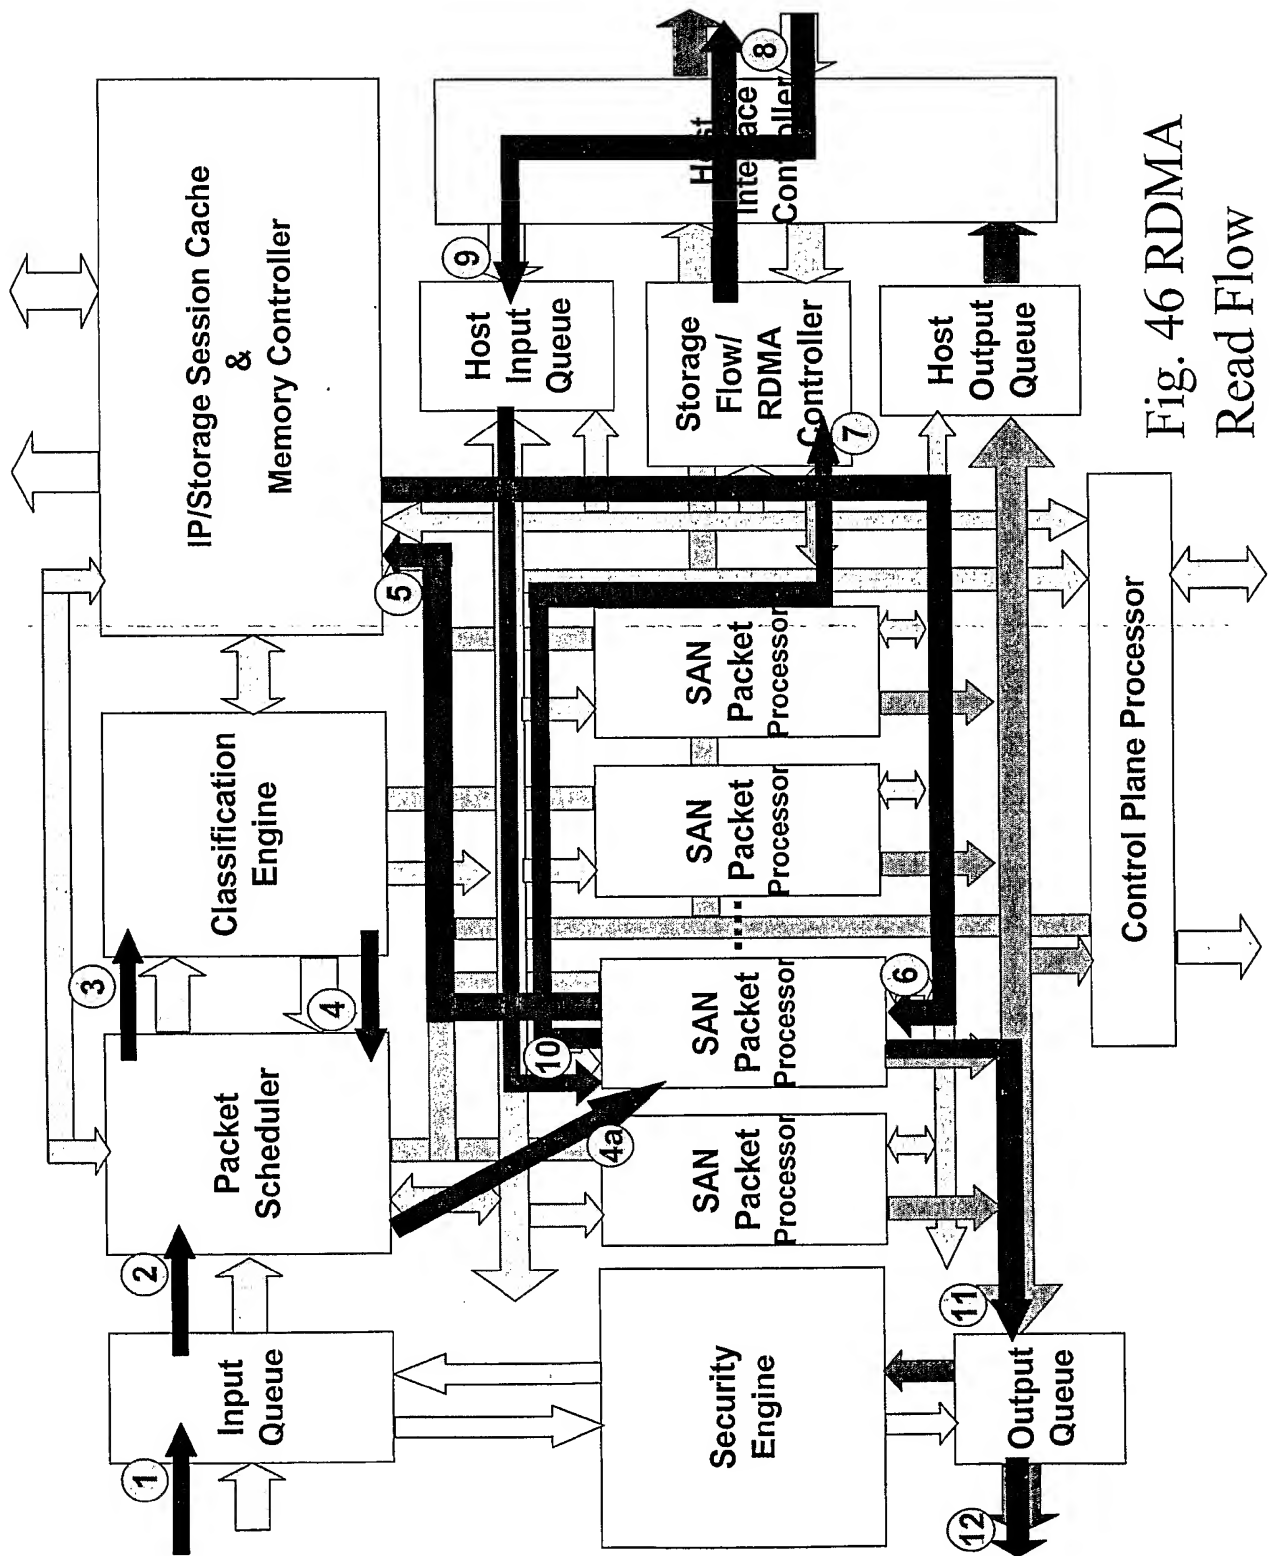 1
Input
Queue
2
Packet
Scheduler
3
4
Classification
Engine
IP/Storage Session Cache
&
Memory Controller
5
4a
10
9
Host
Input
Queue
8
Host
Interface
Controller
Security
Engine
SAN
Packet
Processor
SAN
Packet
Processor
SAN
Packet
Processor
SAN
Packet
Processor
Storage
Flow/
RDMA
Controller
7
6
11
12
Output
Queue
Host
Output
Queue
Control Plane Processor
Fig. 46 RDMA
Read Flow